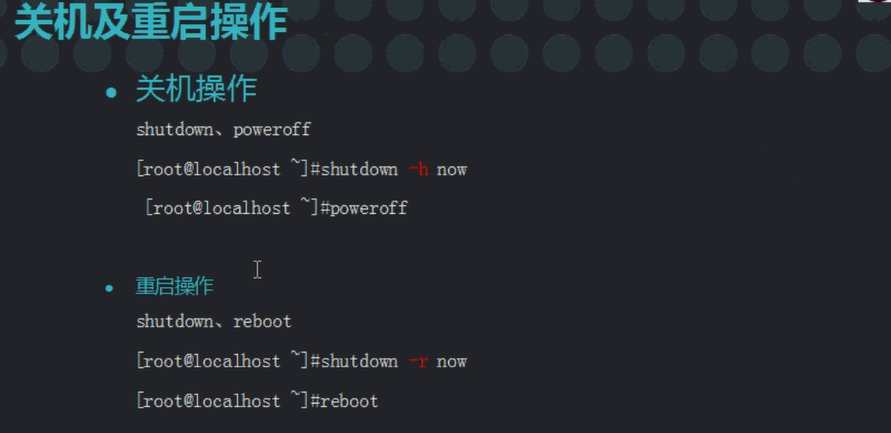 关机及重启操作
• 关机操作
shutdown、poweroff
[root@localhost ~]#shutdown -h now
[root@localhost ~]#poweroff
• 重启操作
shutdown、reboot
[root@localhost ~]#shutdown -r now
[root@localhost ~]#reboot